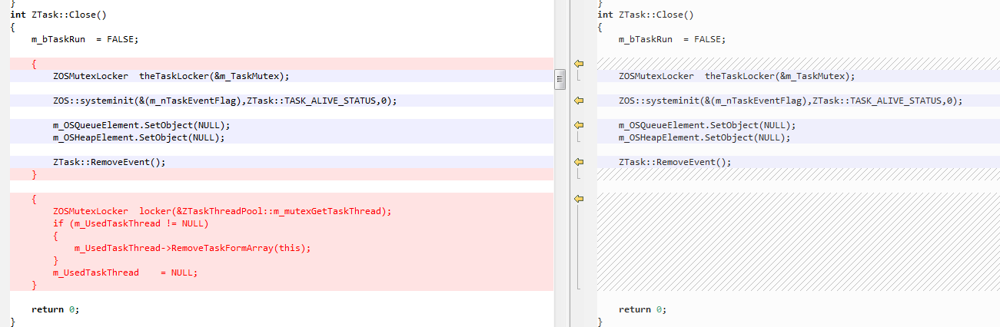 }
int ZTask::Close()
{
    m_bTaskRun  = FALSE;
    {
        ZOSMutexLocker  theTaskLocker(&m_TaskMutex);
        ZOS::systeminit(&(m_nTaskEventFlag),ZTask::TASK_ALIVE_STATUS,0);
        m_OSQueueElement.SetObject(NULL);
        m_OSHeapElement.SetObject(NULL);
        ZTask::RemoveEvent();
    }
    {
        ZOSMutexLocker  locker(&ZTaskThreadPool::m_mutexGetTaskThread);
        if (m_UsedTaskThread != NULL)
        {
            m_UsedTaskThread->RemoveTaskFormArray(this);
        }
        m_UsedTaskThread    = NULL;
    }
    return 0;
}
}
int ZTask::Close()
{
    m_bTaskRun  = FALSE;
    ZOSMutexLocker  theTaskLocker(&m_TaskMutex);
    ZOS::systeminit(&(m_nTaskEventFlag),ZTask::TASK_ALIVE_STATUS,0);
    m_OSQueueElement.SetObject(NULL);
    m_OSHeapElement.SetObject(NULL);
    ZTask::RemoveEvent();
    return 0;
}